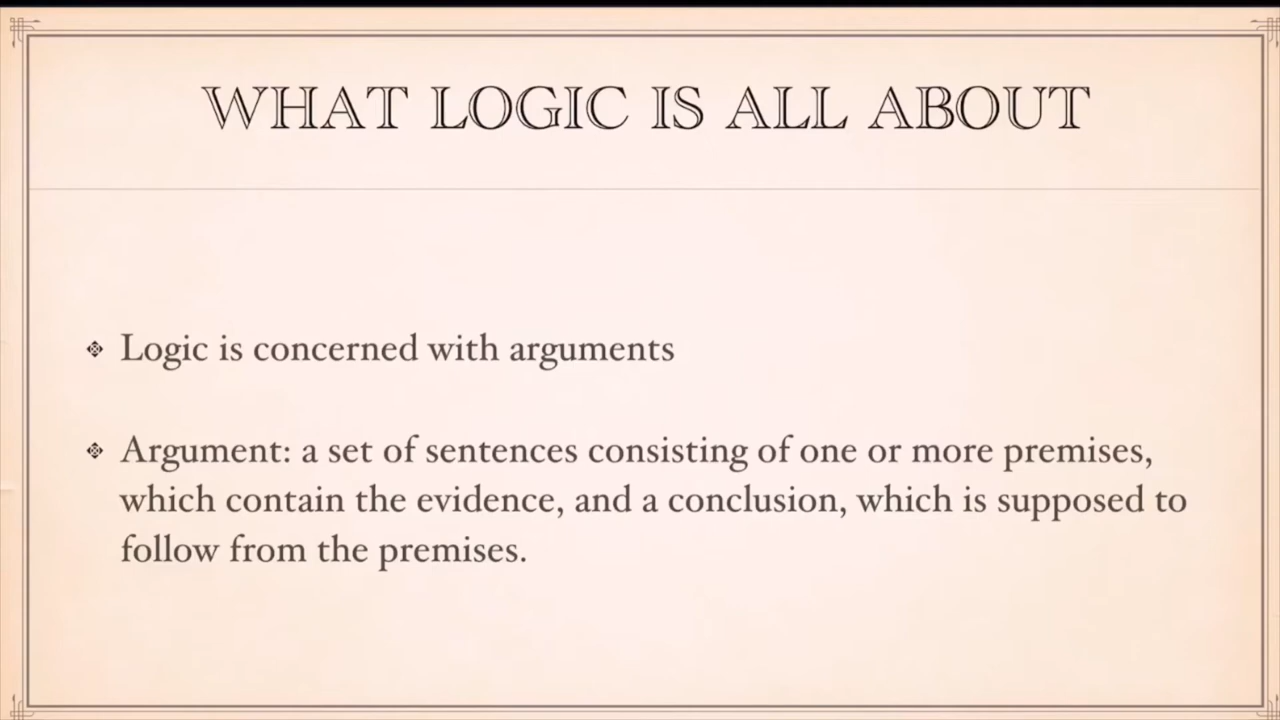 WHAT LOGIC IS ALL ABOUT
Logic is concerned with arguments
Argument: a set of sentences consisting of one or more premises,
which contain the evidence, and a conclusion, which is supposed to
follow from the premises.